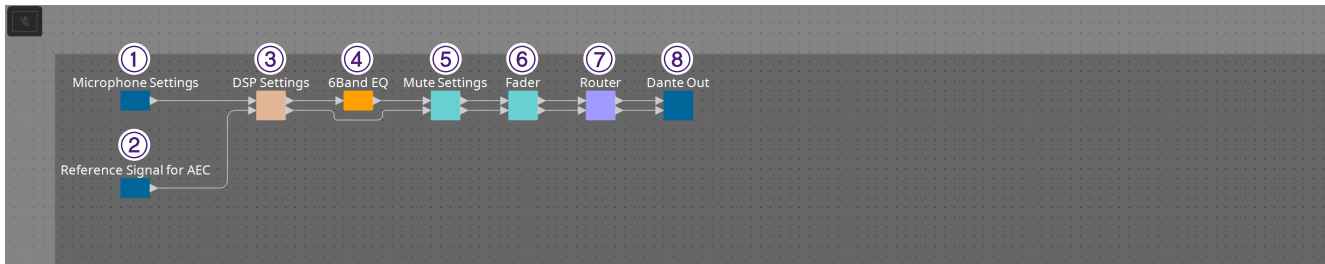 ① ③ ④ ⑤ ⑥ ⑦ ⑧
Microphone Settings DSP Settings 6Band EQ Mute Settings Fader Router Dante Out
②
Reference Signal for AEC